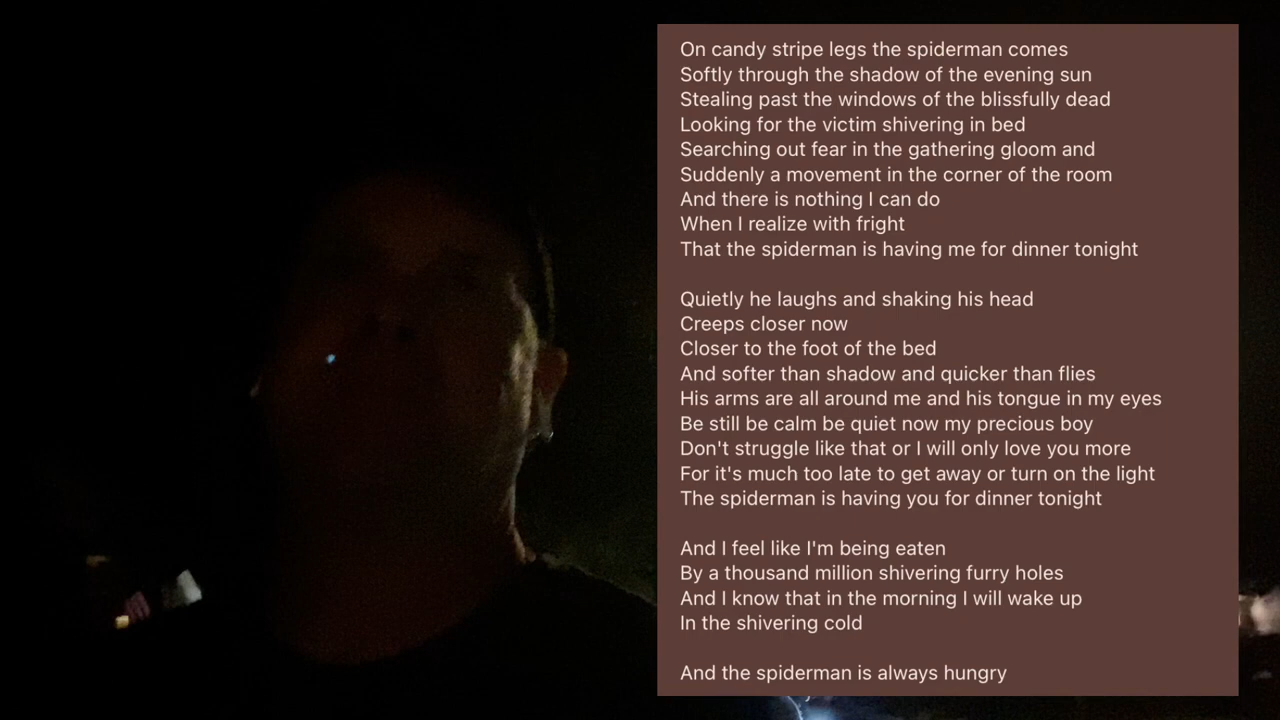 On candy stripe legs the spiderman comes
Softly through the shadow of the evening sun
Stealing past the windows of the blissfully dead
Looking for the victim shivering in bed
Searching out fear in the gathering gloom and
Suddenly a movement in the corner of the room
And there is nothing I can do
When I realize with fright
That the spiderman is having me for dinner tonight

Quietly he laughs and shaking his head
Creeps closer now
Closer to the foot of the bed
And softer than shadow and quicker than flies
His arms are all around me and his tongue in my eyes
Be still be calm be quiet now my precious boy
Don't struggle like that or I will only love you more
For it's much too late to get away or turn on the light
The spiderman is having you for dinner tonight

And I feel like I'm being eaten
By a thousand million shivering furry holes
And I know that in the morning I will wake up
In the shivering cold

And the spiderman is always hungry